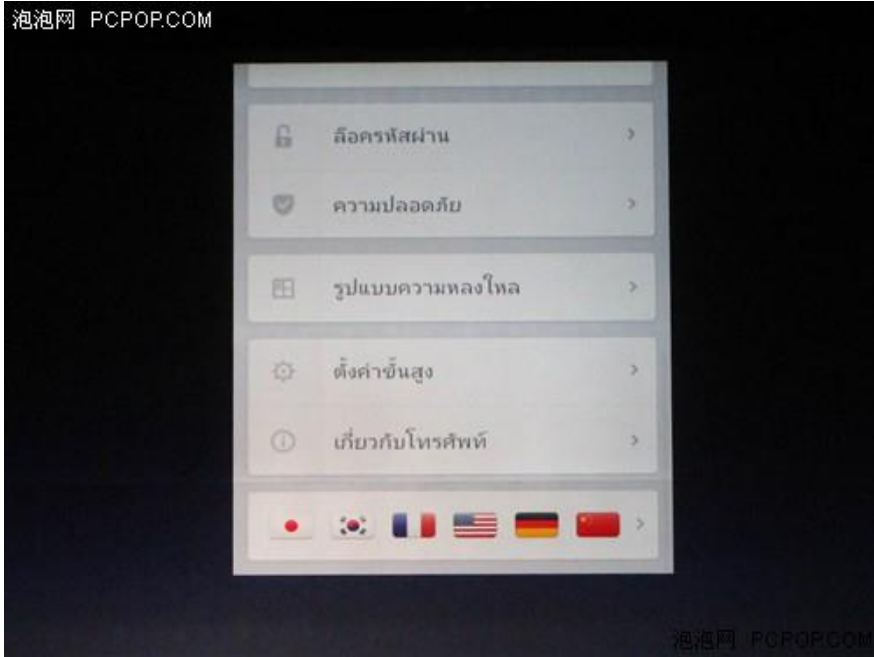 泡泡网 PCPOP.COM
ล๊อครหัสผ่าน
ความปลอดภัย
รูปแบบความหลงใหล
ตั้งค่าขั้นสูง
เกี่ยวกับโทรศัพท์
泡泡网 PCPOP.COM